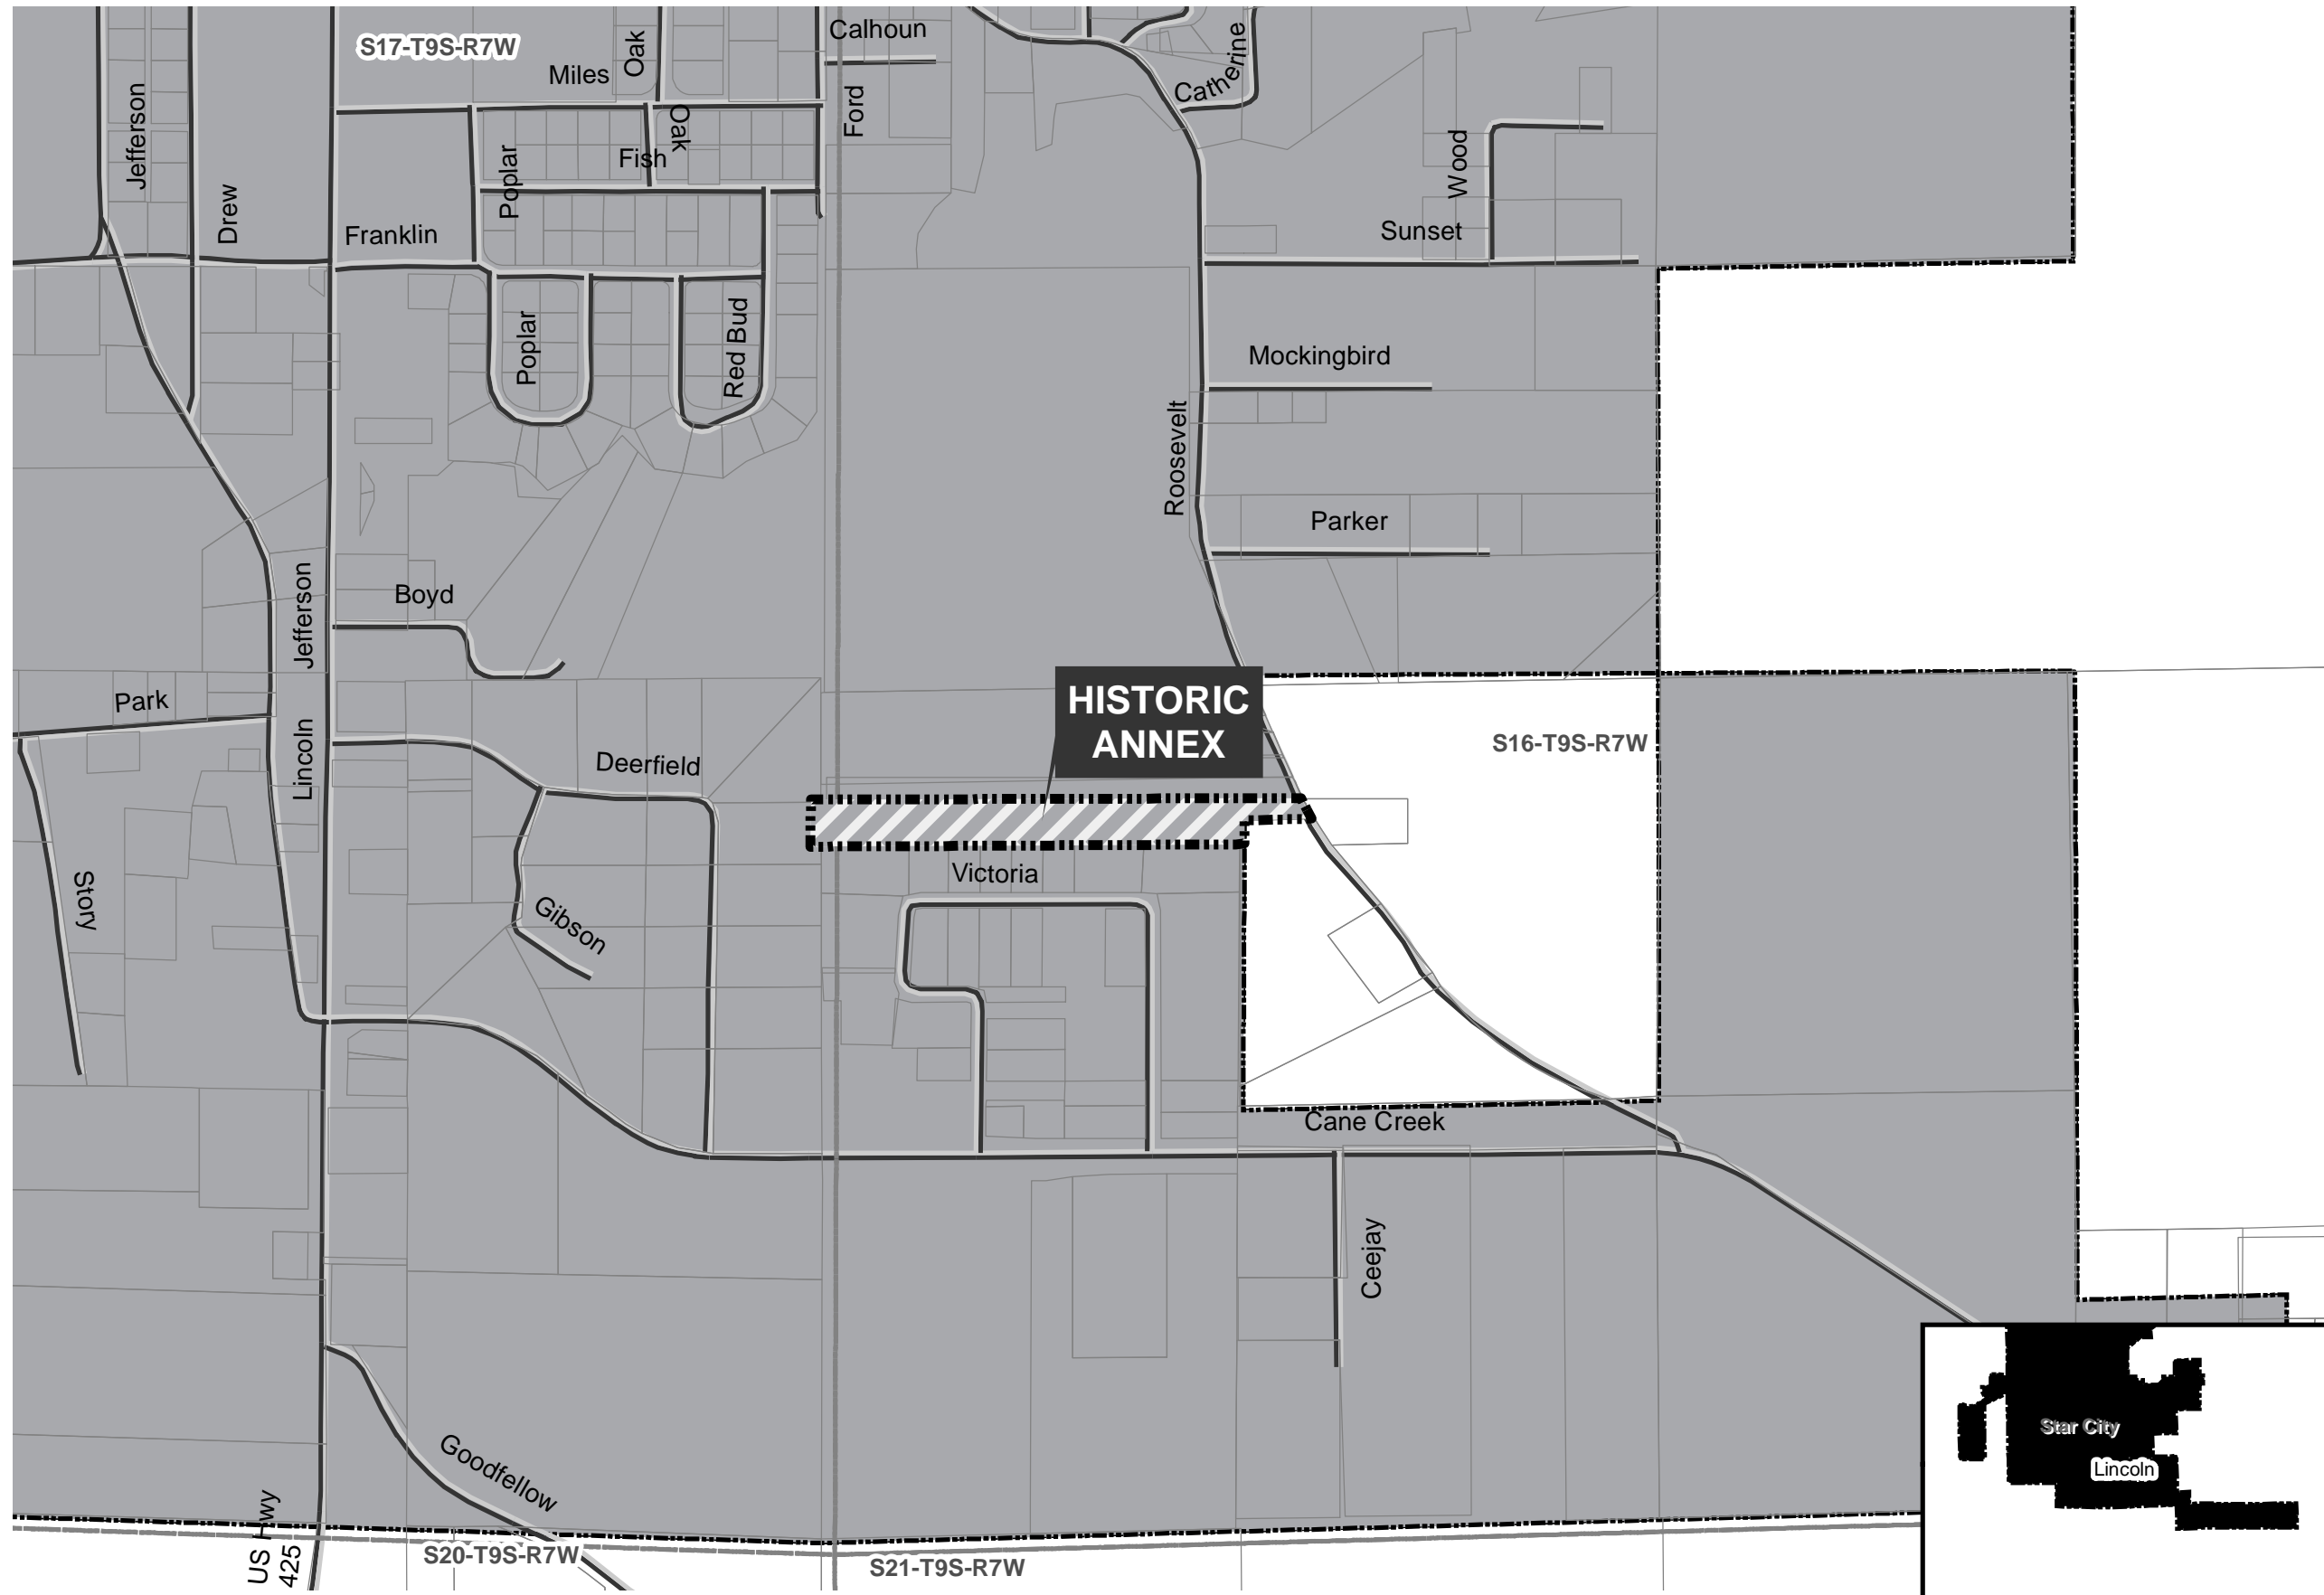 Calhoun
S17-T9S-R7W
Oak
Miles
Catherine
Jefferson
Ford
Oak
Fish
Poplar
Wood
Drew
Franklin
Sunset
Poplar
Red Bud
Mockingbird
Roosevelt
Parker
Boyd
Jefferson
Park
HISTORIC
ANNEX
S16-T9S-R7W
Lincoln
Deerfield
Victoria
Story
Gibson
Cane Creek
Ceejay
Goodfellow
US Hwy
425
S20-T9S-R7W
S21-T9S-R7W
Star City
Lincoln